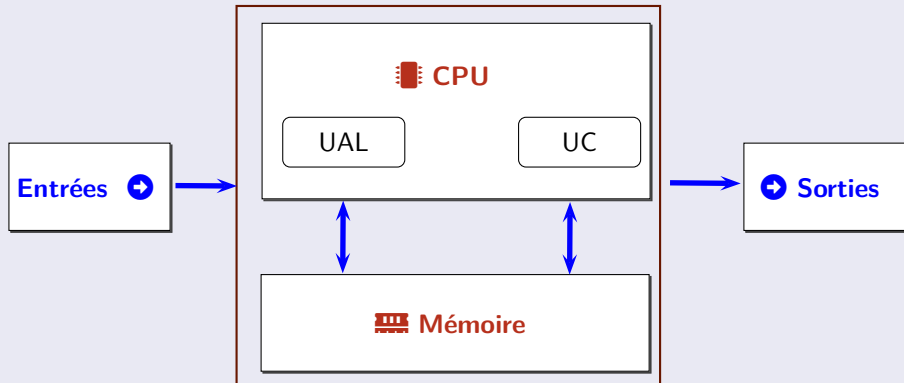 CPU
UAL
UC
Entrées
Sorties
Mémoire